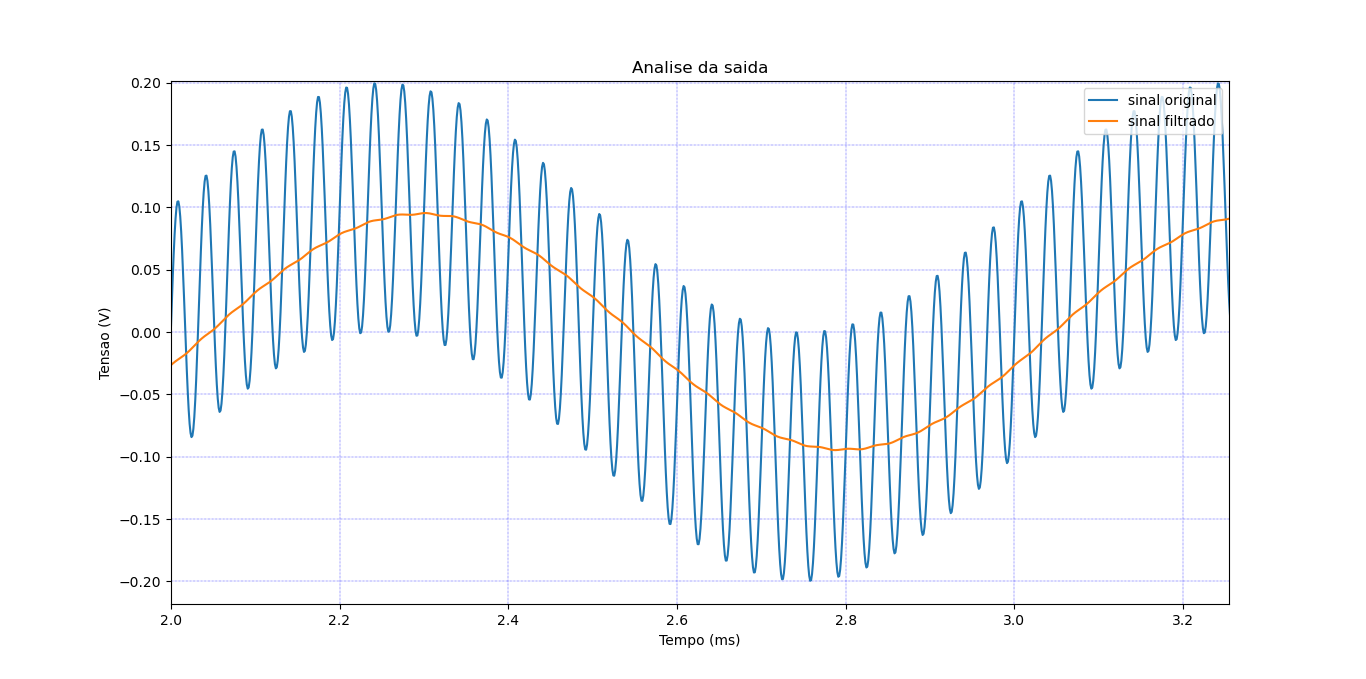 Analise da saida
sinal original
sinal filtrado
Tensao (V)
0.20
0.15
0.10
0.05
0.00
−0.05
−0.10
−0.15
−0.20
2.0 2.2 2.4 2.6 2.8 3.0 3.2
Tempo (ms)